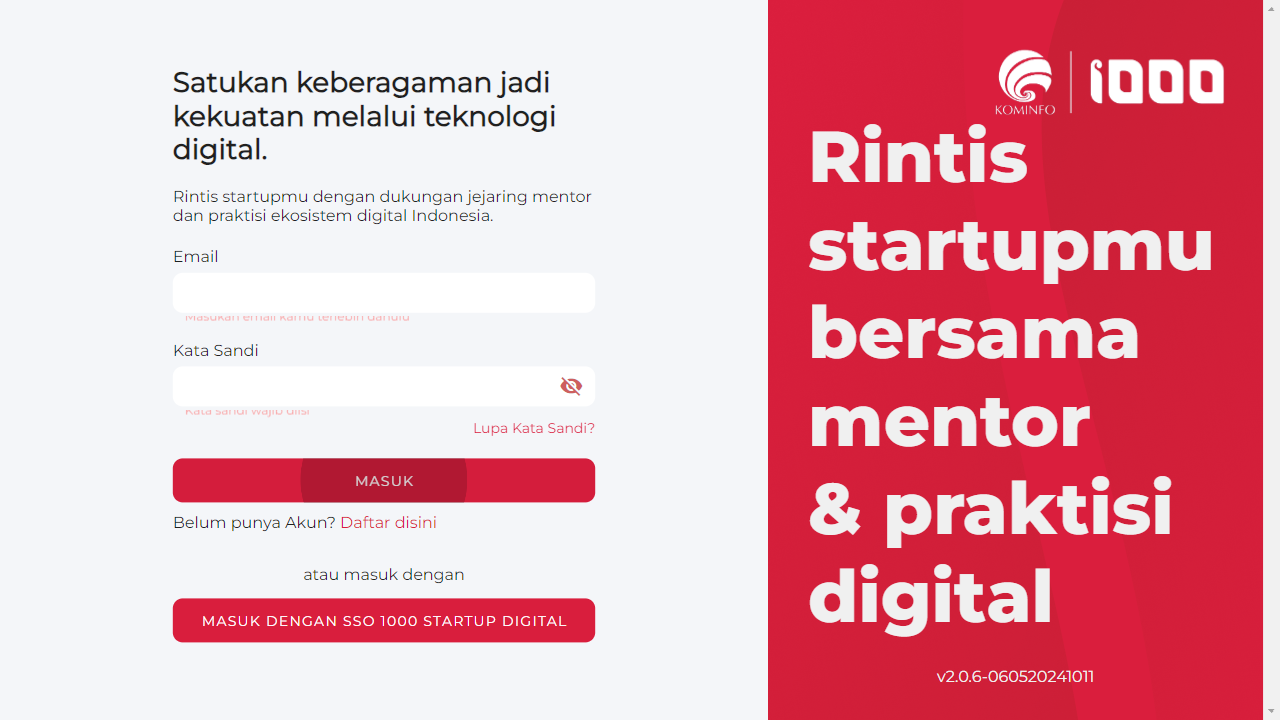 Satukan keberagaman jadi
kekuatan melalui teknologi
digital.
Rintis startupmu dengan dukungan jejaring mentor
dan praktisi ekosistem digital Indonesia.
Email
Masukan email kamu terlebih dahulu
Kata Sandi
Kata sandi wajib diisi
Lupa Kata Sandi?
MASUK
Belum punya Akun? Daftar disini
atau masuk dengan
MASUK DENGAN SSO 1000 STARTUP DIGITAL
KOMINFO
1000
Rintis
startupmu
bersama
mentor
& praktisi
digital
v2.0.6-060520241011